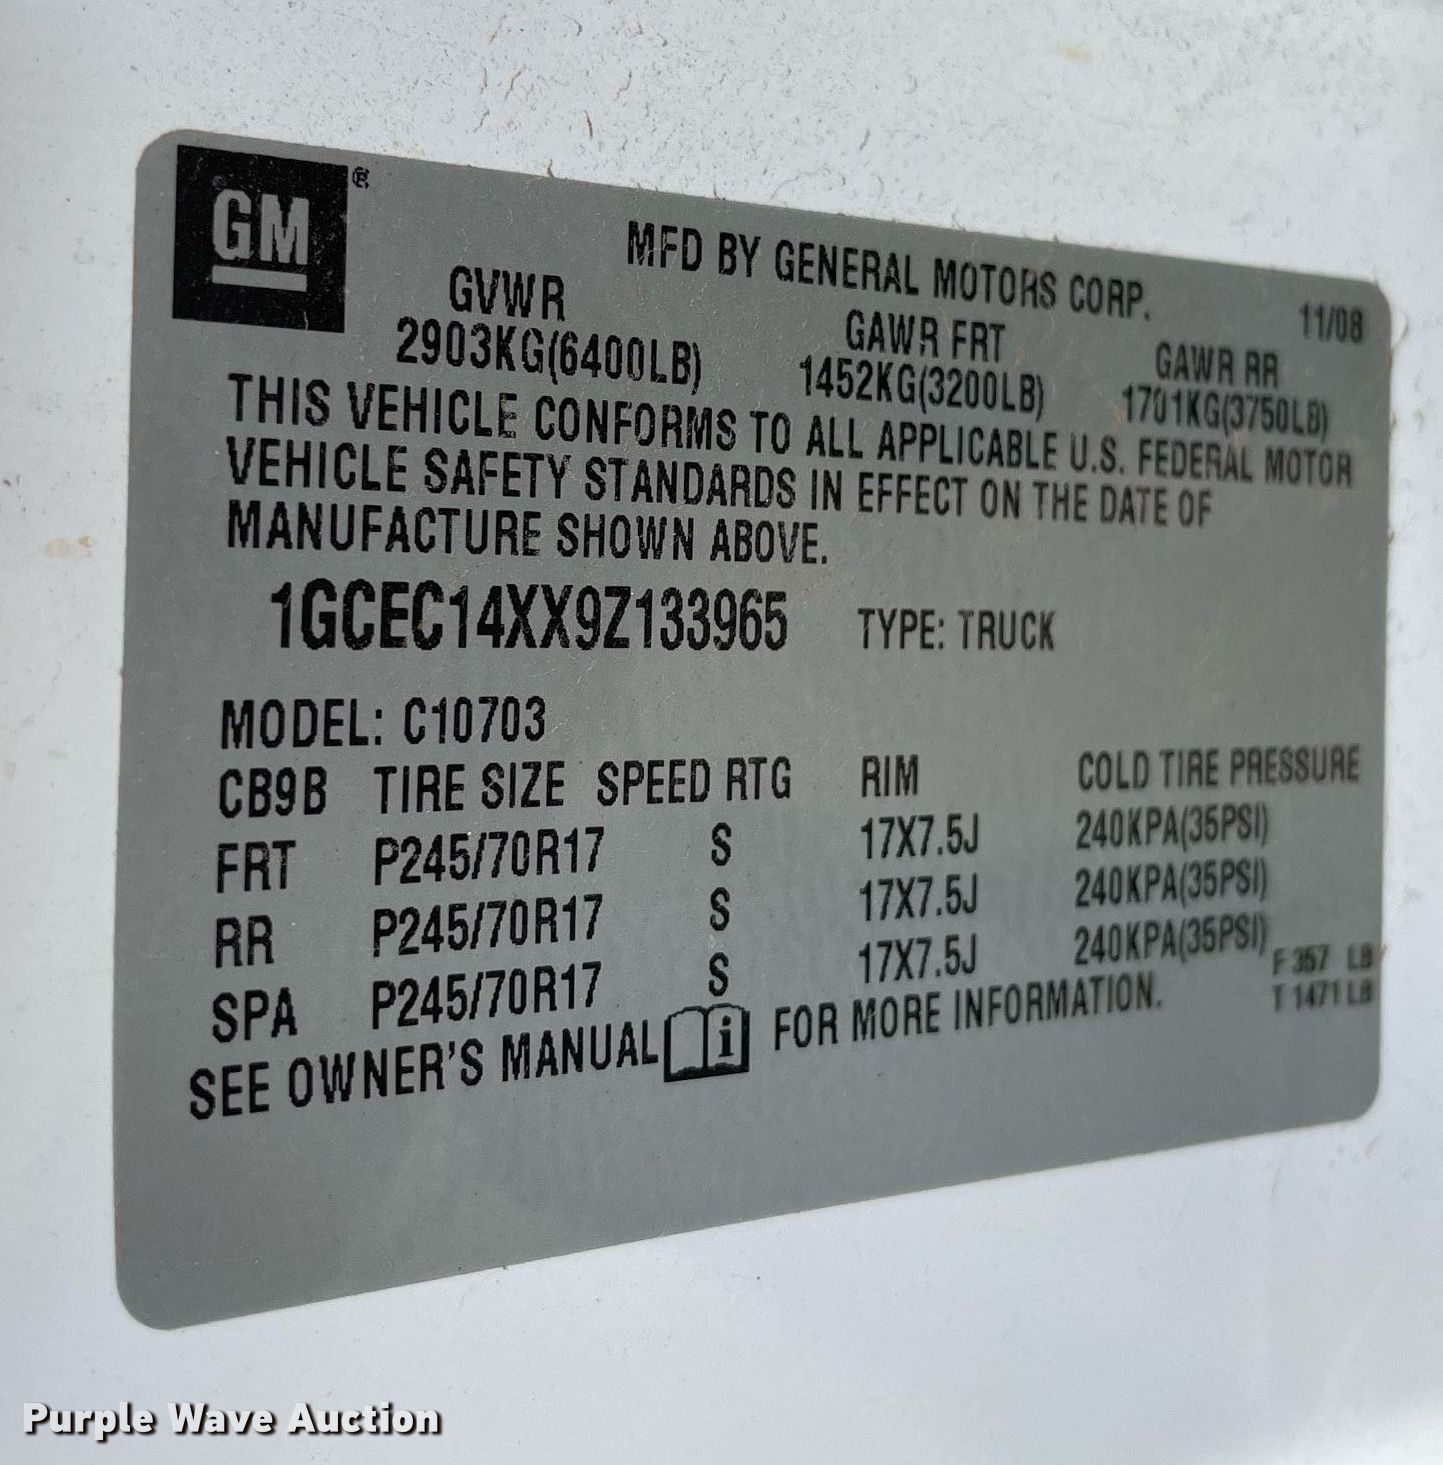 GM ®
MFD BY GENERAL MOTORS CORP.
11/08
GVWR GAWR FRT GAWR RR
2903KG(6400LB) 1452KG(3200LB) 1701KG(3750LB)
THIS VEHICLE CONFORMS TO ALL APPLICABLE U.S. FEDERAL MOTOR
VEHICLE SAFETY STANDARDS IN EFFECT ON THE DATE OF
MANUFACTURE SHOWN ABOVE.
1GCEC14XX9Z133965 TYPE: TRUCK
MODEL: C10703
CB9B TIRE SIZE SPEED RTG RIM COLD TIRE PRESSURE
FRT P245/70R17 S 17X7.5J 240KPA(35PSI)
RR P245/70R17 S 17X7.5J 240KPA(35PSI)
SPA P245/70R17 S 17X7.5J 240KPA(35PSI)
F 357 LB
T 1471 LB
SEE OWNER'S MANUAL i FOR MORE INFORMATION.
Purple Wave Auction